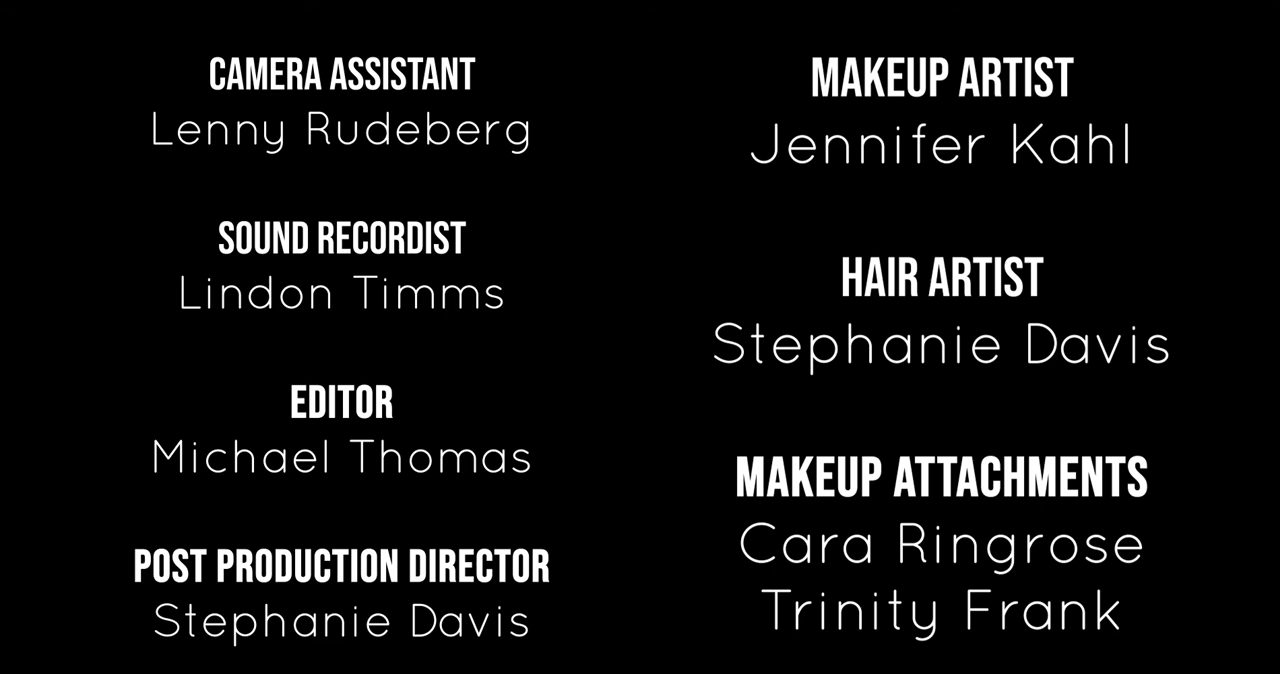 CAMERA ASSISTANT
Lenny Rudeberg
SOUND RECORDIST
Lindon Timms
EDITOR
Michael Thomas
POST PRODUCTION DIRECTOR
Stephanie Davis
MAKEUP ARTIST
Jennifer Kahl
HAIR ARTIST
Stephanie Davis
MAKEUP ATTACHMENTS
Cara Ringrose
Trinity Frank